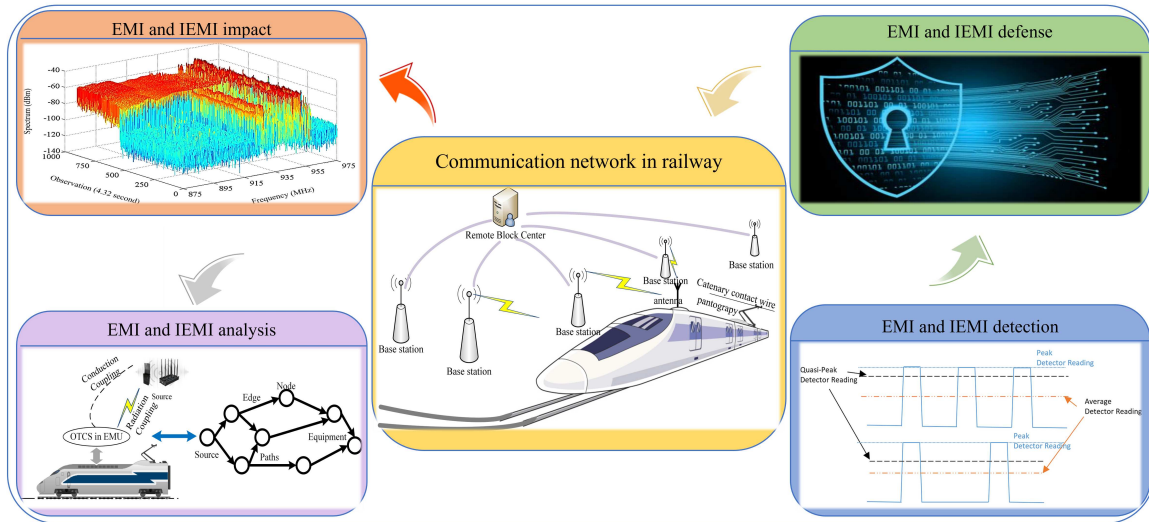 EMI and IEMI impact
-40
-60
-80
-100
-120
-140
1000
750
500
250
0
875
895
915
935
955
975
Spectrum (dBm)
Observation (4.32 second)
Frequency (MHz)
EMI and IEMI defense
Communication network in railway
Remote Block Center
Base station
Base station
Base station
Base station
Base station
antenna
Catenary contact wire
pantograpy
EMI and IEMI analysis
Conduction
Coupling
Radiation
Coupling
Source
OTCS in EMU
Node
Edge
Equipment
Source
Paths
EMI and IEMI detection
Peak
Detector Reading
Quasi-Peak
Detector Reading
Average
Detector Reading
Peak
Detector Reading